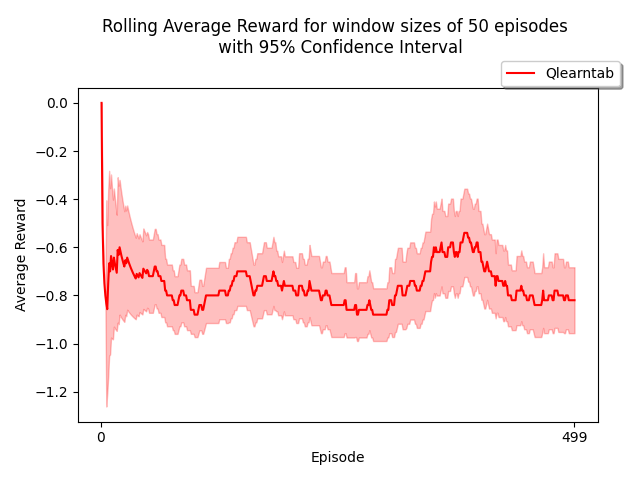 Rolling Average Reward for window sizes of 50 episodes
with 95% Confidence Interval
Qlearntab
0.0
−0.2
−0.4
−0.6
−0.8
−1.0
−1.2
Average Reward
0
499
Episode